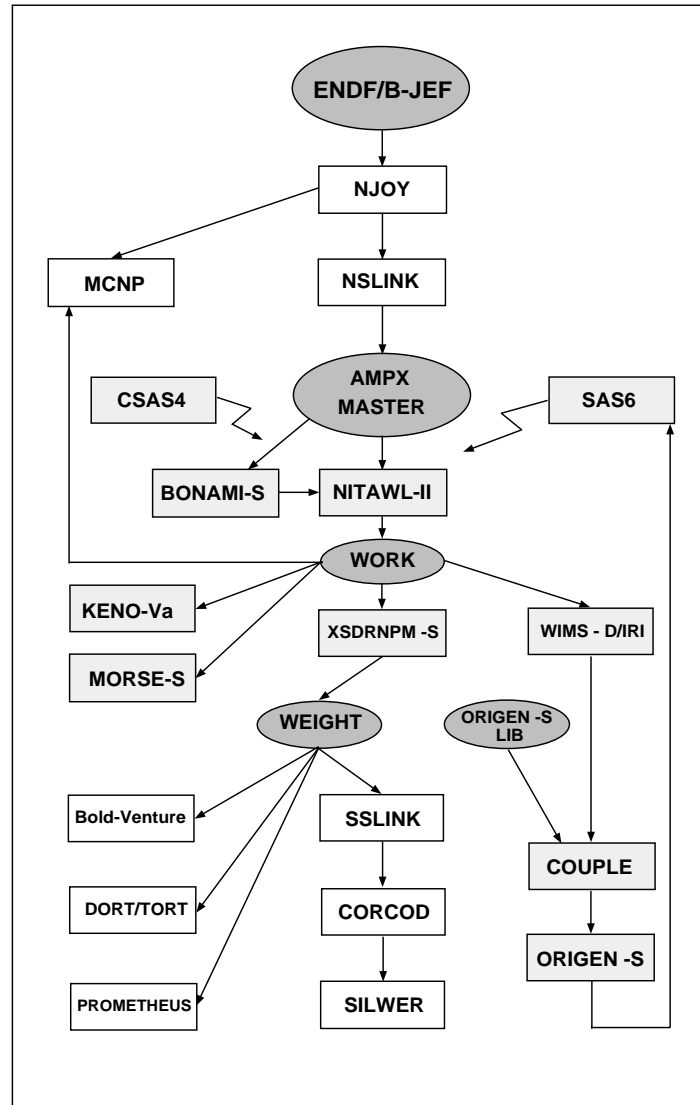 ENDF/B-JEF
NJOY
MCNP
NSLINK
AMPX
MASTER
CSAS4
SAS6
BONAMI-S
NITAWL-II
WORK
KENO-Va
XSDRNPM -S
WIMS - D/IRI
MORSE-S
WEIGHT
ORIGEN -S
LIB
Bold-Venture
SSLINK
COUPLE
DORT/TORT
CORCOD
ORIGEN -S
PROMETHEUS
SILWER